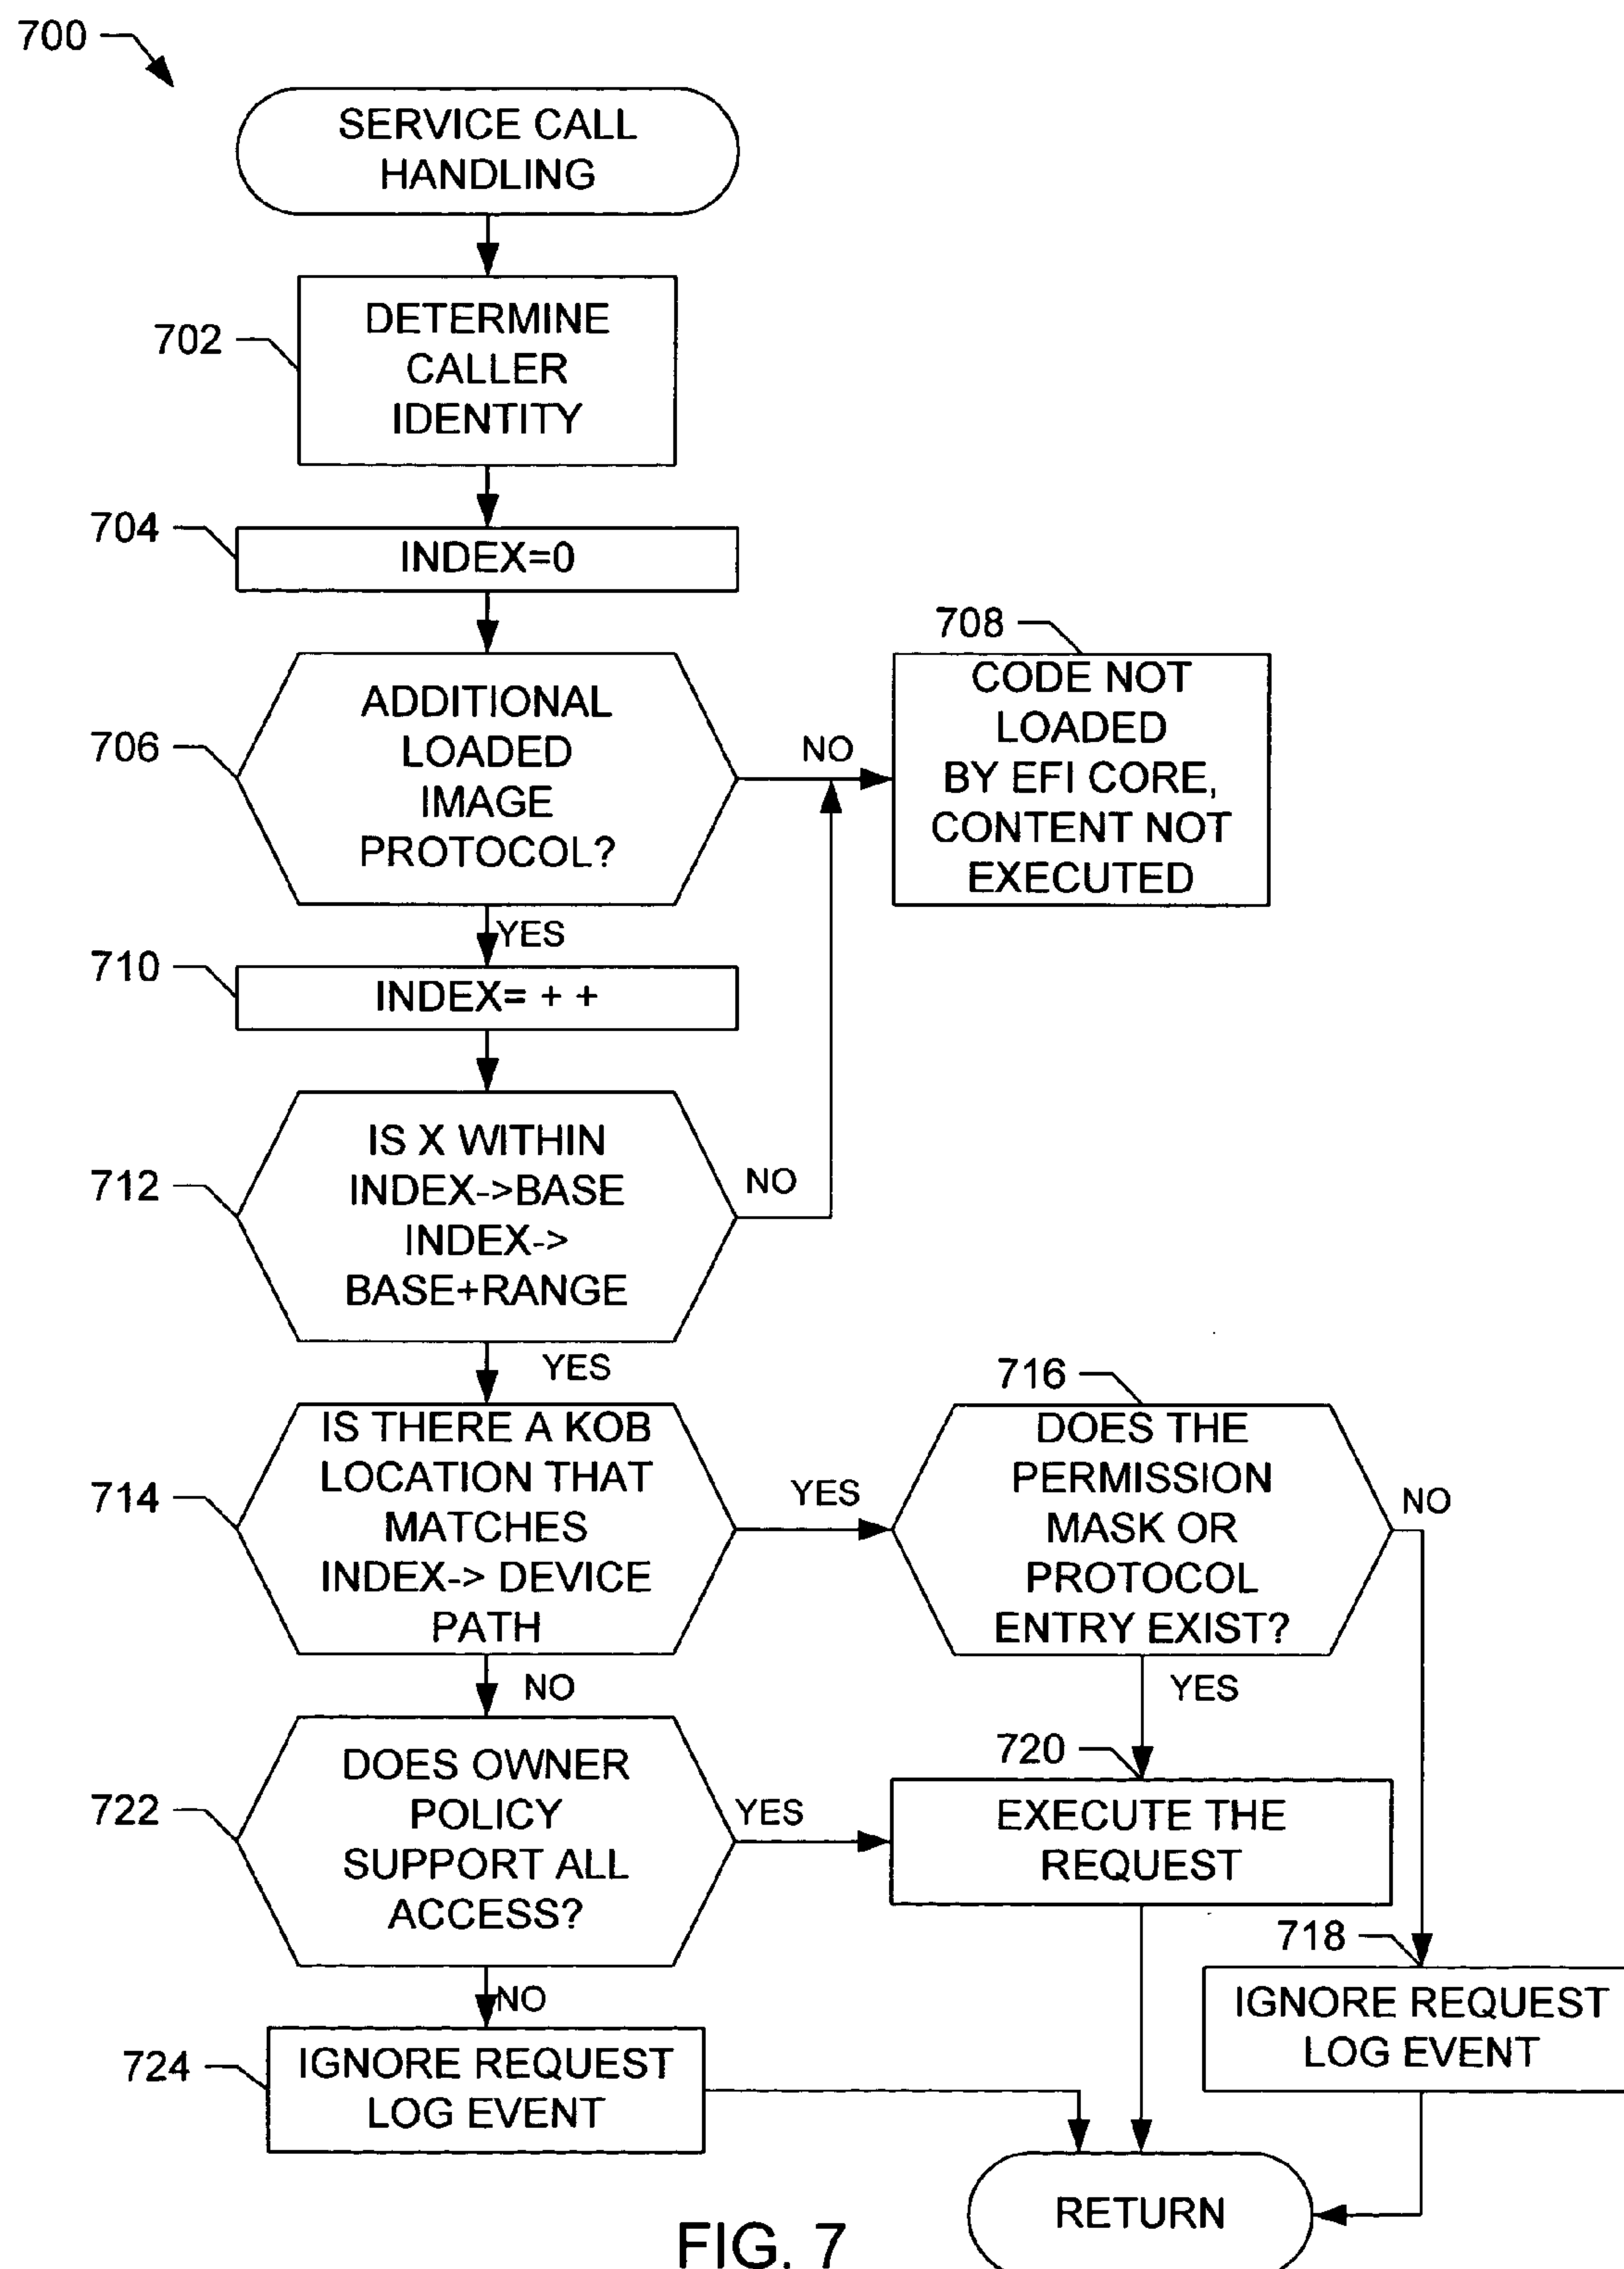 700
SERVICE CALL
HANDLING
702
DETERMINE
CALLER
IDENTITY
704
INDEX=0
706
ADDITIONAL
LOADED
IMAGE
PROTOCOL?
NO
708
CODE NOT
LOADED
BY EFI CORE,
CONTENT NOT
EXECUTED
YES
710
INDEX= + +
712
IS X WITHIN
INDEX->BASE
INDEX->
BASE+RANGE
NO
YES
714
IS THERE A KOB
LOCATION THAT
MATCHES
INDEX-> DEVICE
PATH
YES
716
DOES THE
PERMISSION
MASK OR
PROTOCOL
ENTRY EXIST?
NO
YES
NO
722
DOES OWNER
POLICY
SUPPORT ALL
ACCESS?
YES
720
EXECUTE THE
REQUEST
718
IGNORE REQUEST
LOG EVENT
NO
724
IGNORE REQUEST
LOG EVENT
RETURN
FIG. 7